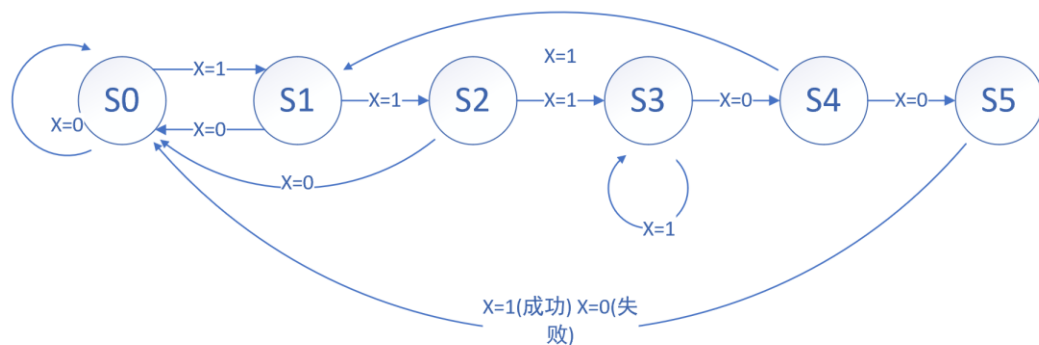 X=1
S0
X=1
S1
X=1
S2
X=1
S3
X=0
S4
X=0
S5
X=0
X=0
X=0
X=1
X=1(成功) X=0(失
败)